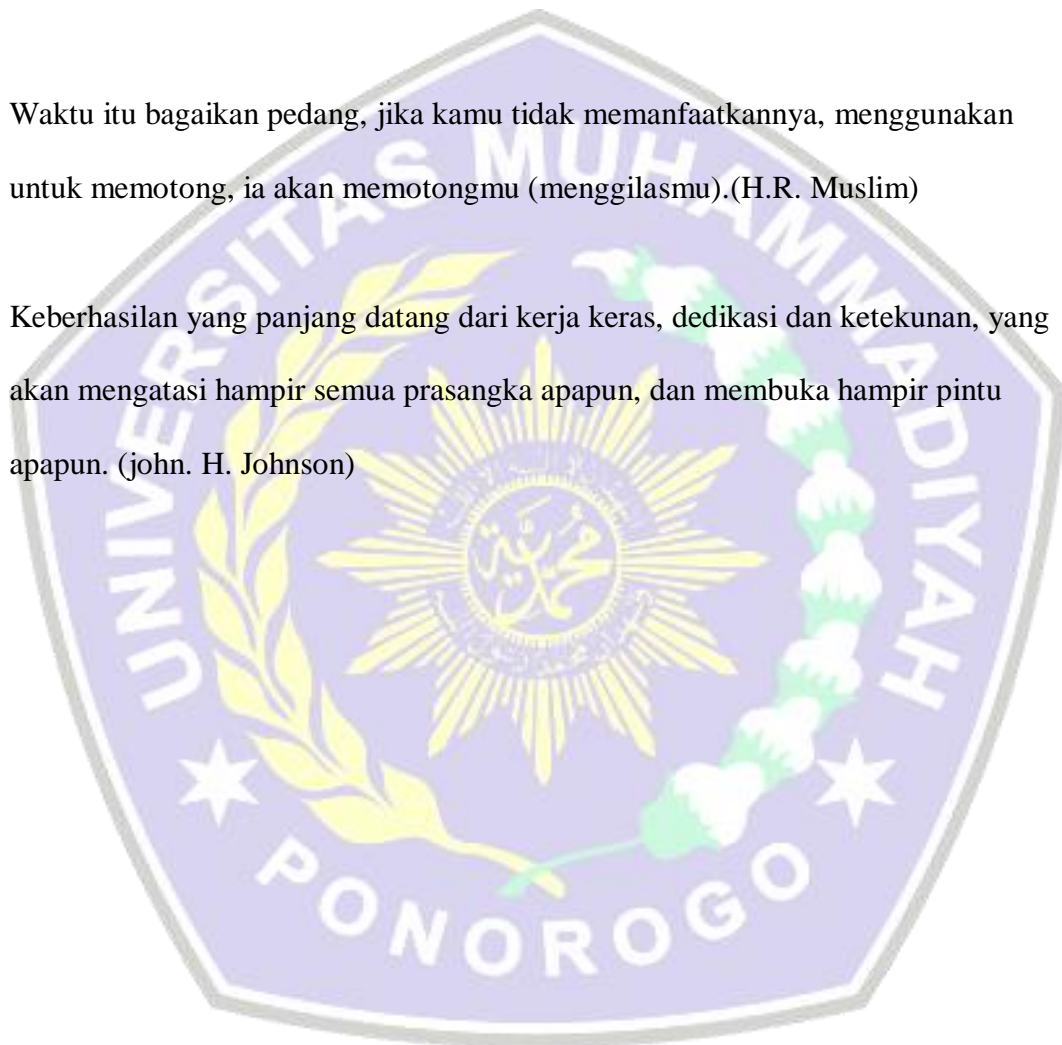 Waktu itu bagaikan pedang, jika kamu tidak memanfaatkannya, menggunakan
untuk memotong, ia akan memotongmu (menggilasmu).(H.R. Muslim)
Keberhasilan yang panjang datang dari kerja keras, dedikasi dan ketekunan, yang
akan mengatasi hampir semua prasangka apapun, dan membuka hampir pintu
apapun. (john. H. Johnson)
UNIVERSITAS MUHAMMADIYAH
محمدية
PONOROGO